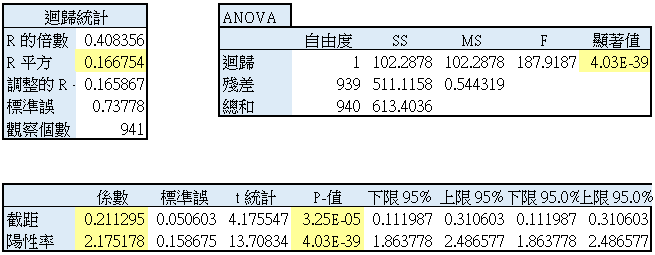 迴歸統計
R 的倍數 0.408356
R 平方 0.166754
調整的 R 0.165867
標準誤 0.73778
觀察個數 941
ANOVA
自由度 SS MS F 顯著值
迴歸 1 102.2878 102.2878 187.9187 4.03E-39
殘差 939 511.1158 0.544319
總和 940 613.4036
係數 標準誤 t 統計 P-值 下限 95% 上限 95% 下限 95.0% 上限 95.0%
截距 0.211295 0.050603 4.175547 3.25E-05 0.111987 0.310603 0.111987 0.310603
陽性率 2.175178 0.158675 13.70834 4.03E-39 1.863778 2.486577 1.863778 2.486577